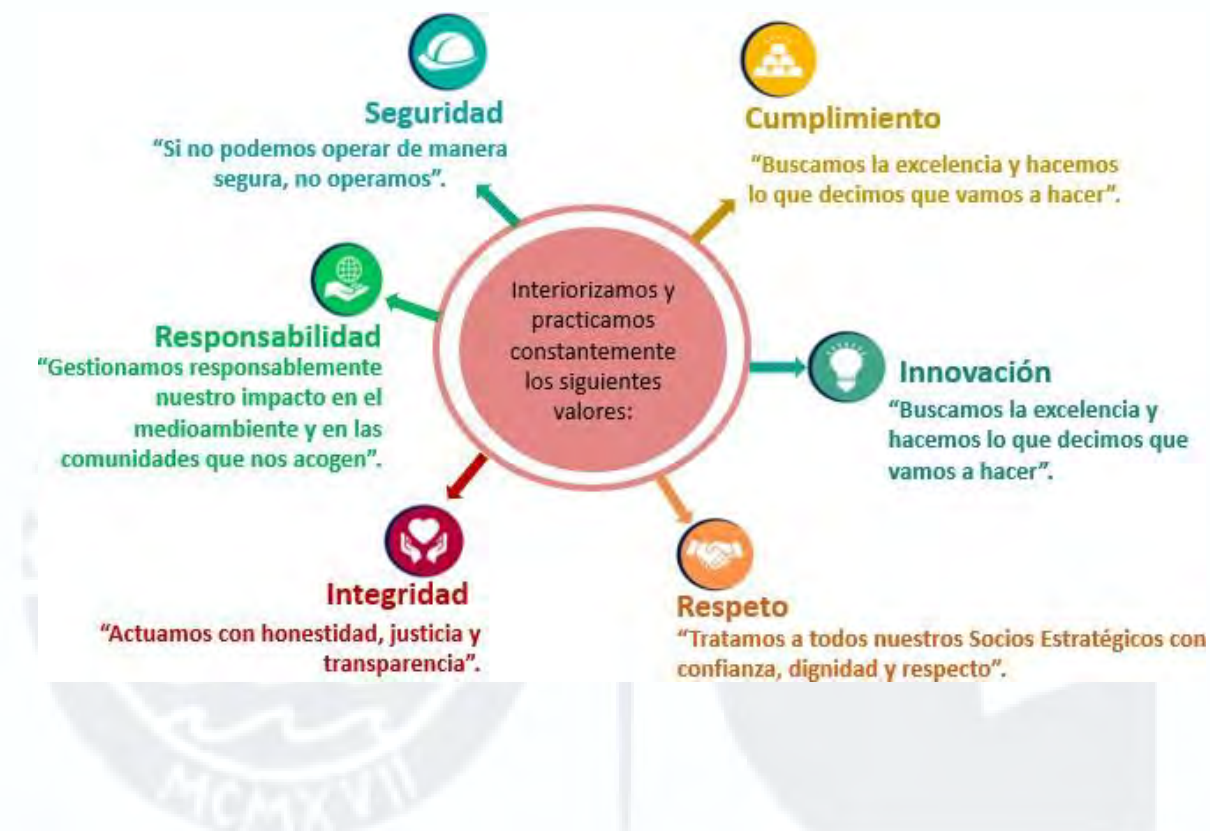 Seguridad
“Si no podemos operar de manera
segura, no operamos”.
Cumplimiento
“Buscamos la excelencia y hacemos
lo que decimos que vamos a hacer”.
Interiorizamos y
practicamos
constantemente
los siguientes
valores:
Responsabilidad
“Gestionamos responsablemente
nuestro impacto en el
medioambiente y en las
comunidades que nos acogen”.
Innovación
“Buscamos la excelencia y
hacemos lo que decimos que
vamos a hacer”.
Integridad
“Actuamos con honestidad, justicia y
transparencia”.
Respeto
“Tratamos a todos nuestros Socios Estratégicos con
confianza, dignidad y respecto”.
MCMXVII